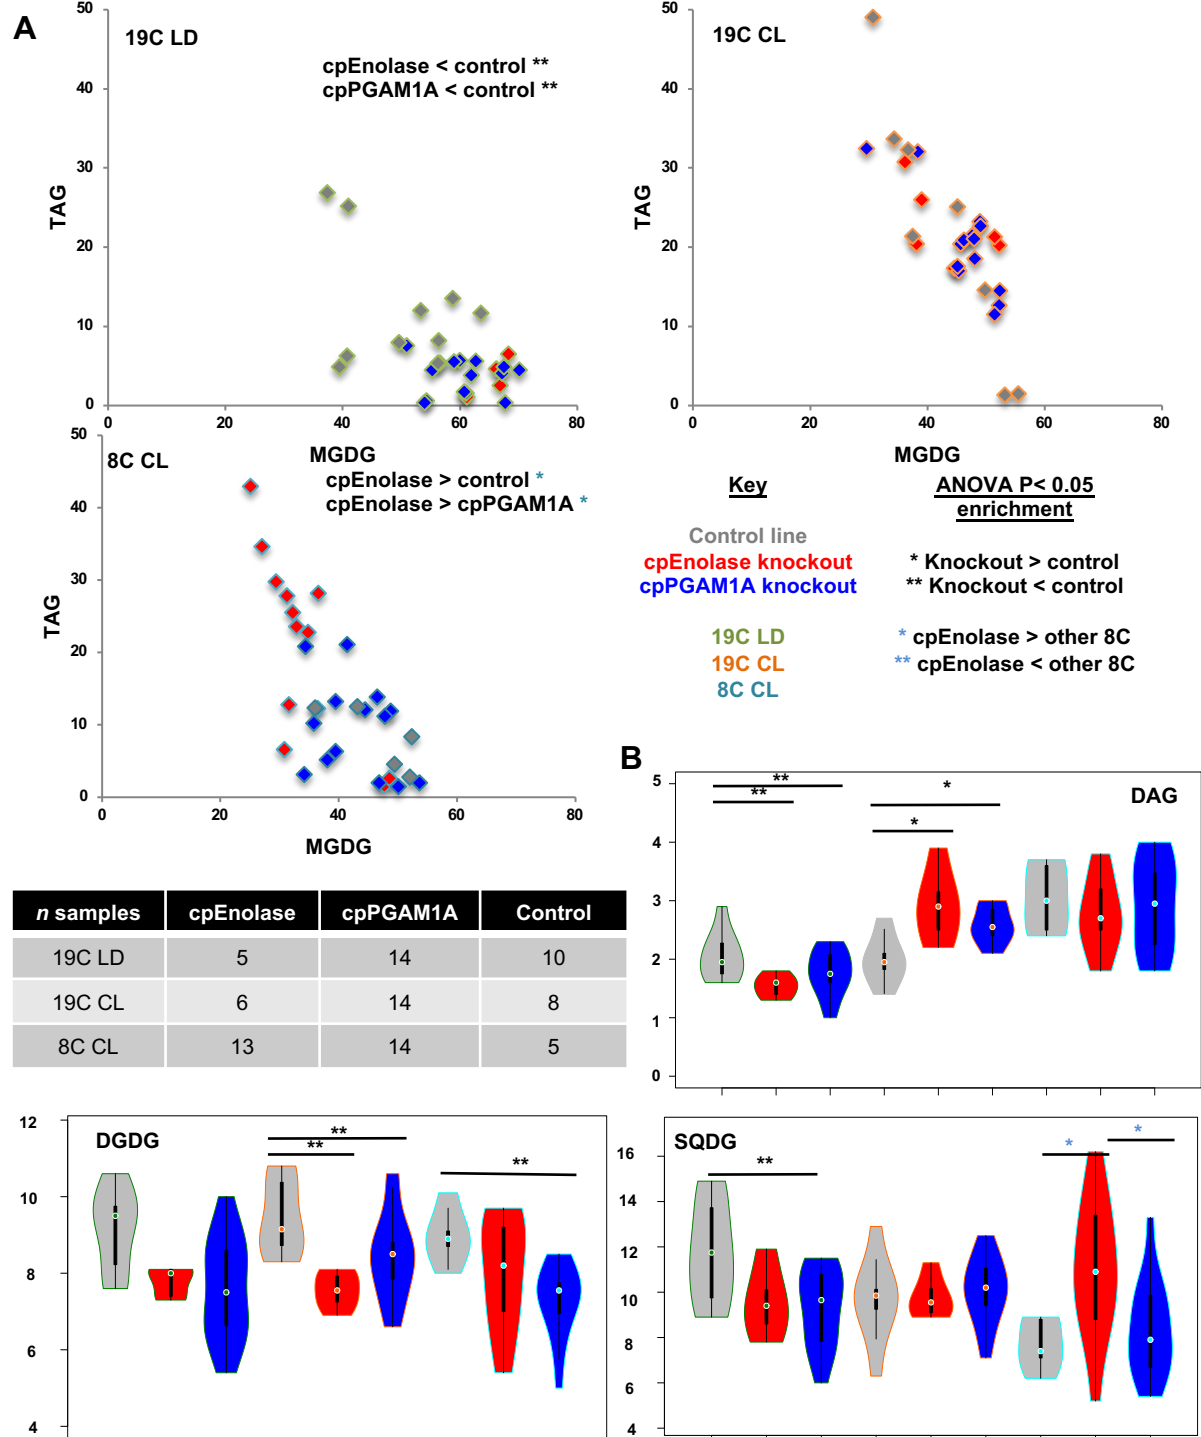 A
19C LD
cpEnolase < control **
cpPGAM1A < control **
TAG
50
40
30
20
10
0
0 20 40 60 80
MGDG
19C CL
TAG
50
40
30
20
10
0
0 20 40 60 80
MGDG
8C CL
cpEnolase > control *
cpEnolase > cpPGAM1A *
TAG
50
40
30
20
10
0
0 20 40 60 80
MGDG
Key
Control line
cpEnolase knockout
cpPGAM1A knockout
19C LD
19C CL
8C CL
ANOVA P< 0.05
enrichment
* Knockout > control
** Knockout < control
* cpEnolase > other 8C
** cpEnolase < other 8C
n samples cpEnolase cpPGAM1A Control
19C LD 5 14 10
19C CL 6 14 8
8C CL 13 14 5
B
DAG
5
4
3
2
1
0
**
**
*
*
DGDG
12
10
8
6
4
**
**
**
SQDG
16
14
12
10
8
6
4
**
*
*